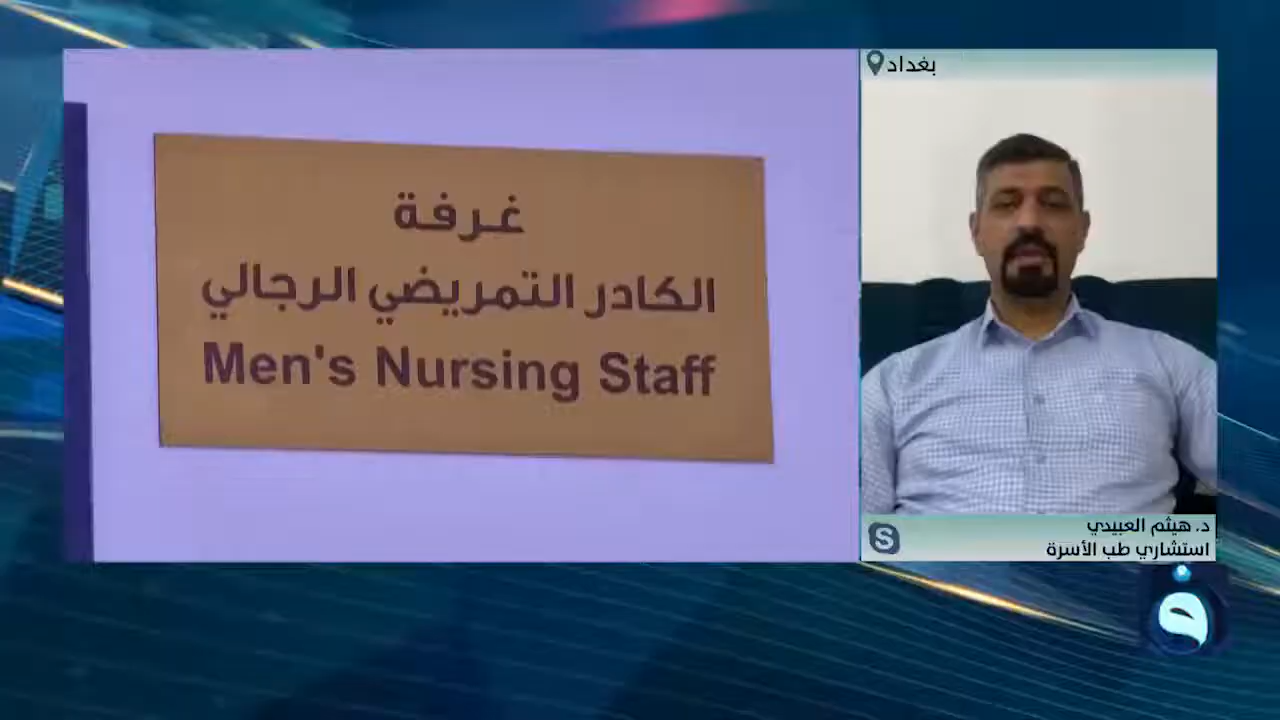 غرفة
الكادر التمريضي الرجالي
Men's Nursing Staff
بغداد
د. هيثم العبيدي
استشاري طب الأسرة